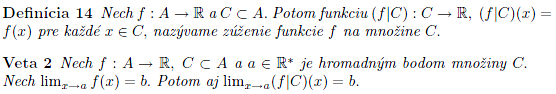 Definícia 14 Nech f : A → ℝ a C ⊂ A. Potom funkciu (f|C) : C → ℝ, (f|C)(x) =
f(x) pre každé x ∈ C, nazývame zúženie funkcie f na množine C.
Veta 2 Nech f : A → ℝ, C ⊂ A a a ∈ ℝ* je hromadným bodom množiny C.
Nech lim_{x→a} f(x) = b. Potom aj lim_{x→a}(f|C)(x) = b.